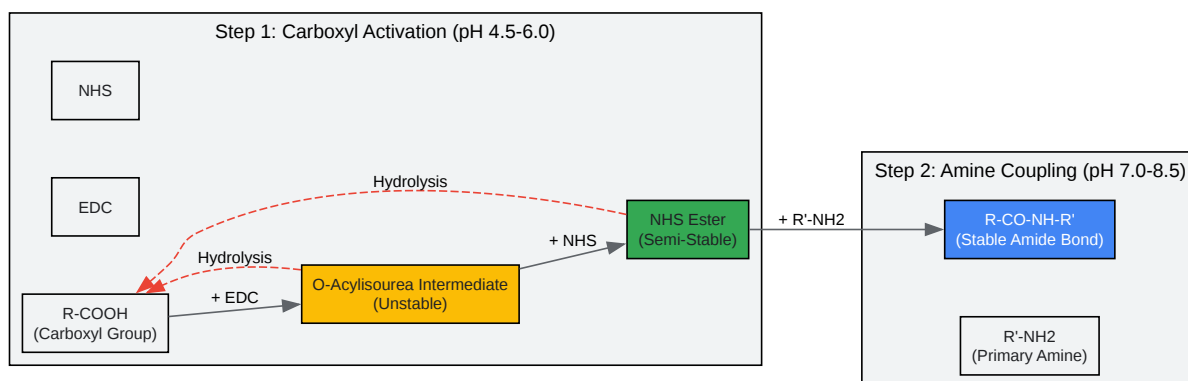 Step 1: Carboxyl Activation (pH 4.5-6.0)
NHS
EDC
Hydrolysis
Hydrolysis
R-COOH
(Carboxyl Group)
+ EDC
O-Acylisourea Intermediate
(Unstable)
+ NHS
NHS Ester
(Semi-Stable)
+ R'-NH2
Step 2: Amine Coupling (pH 7.0-8.5)
R-CO-NH-R'
(Stable Amide Bond)
R'-NH2
(Primary Amine)